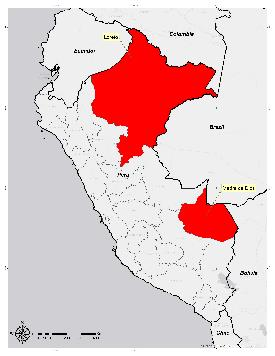 Colombia
Loreto
Ecuador
Brasil
Madre de Dios
Perú
Bolivia
Chile